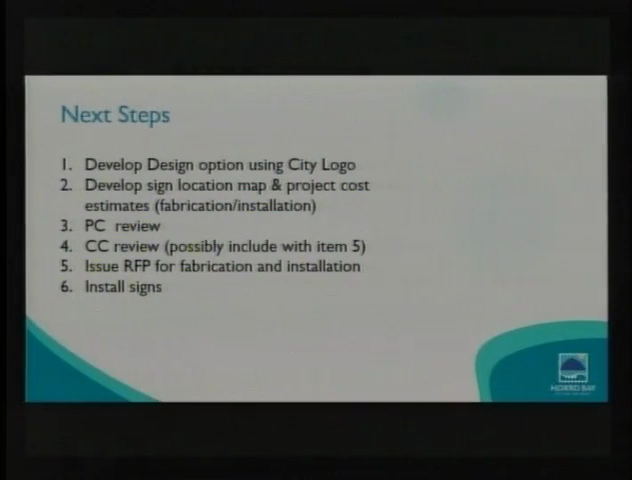 Next Steps
1. Develop Design option using City Logo
2. Develop sign location map & project cost
estimates (fabrication/installation)
3. PC review
4. CC review (possibly include with item 5)
5. Issue RFP for fabrication and installation
6. Install signs
MORRO BAY